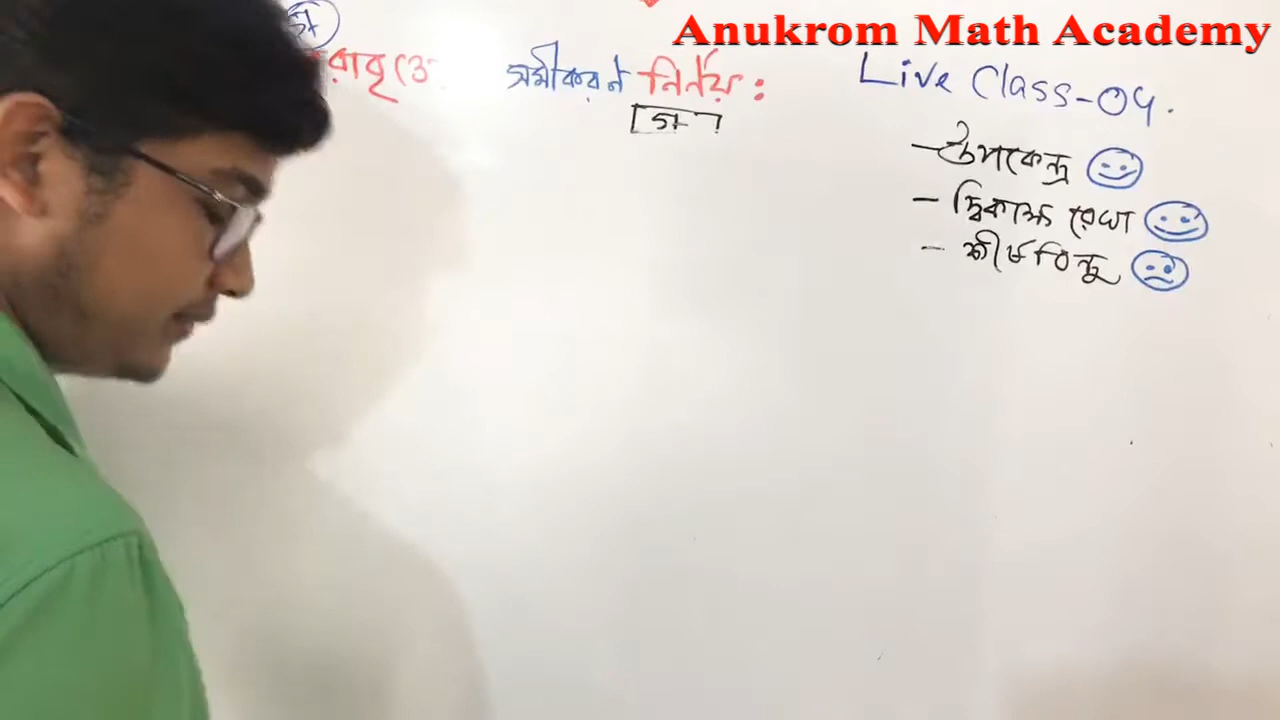 Anukrom Math Academy
সমীকরণ নির্ণয় :
Live Class-04.
- উপকেন্দ্র
- দ্বিকাক্ষ রেখা
- শীর্ষবিন্দু